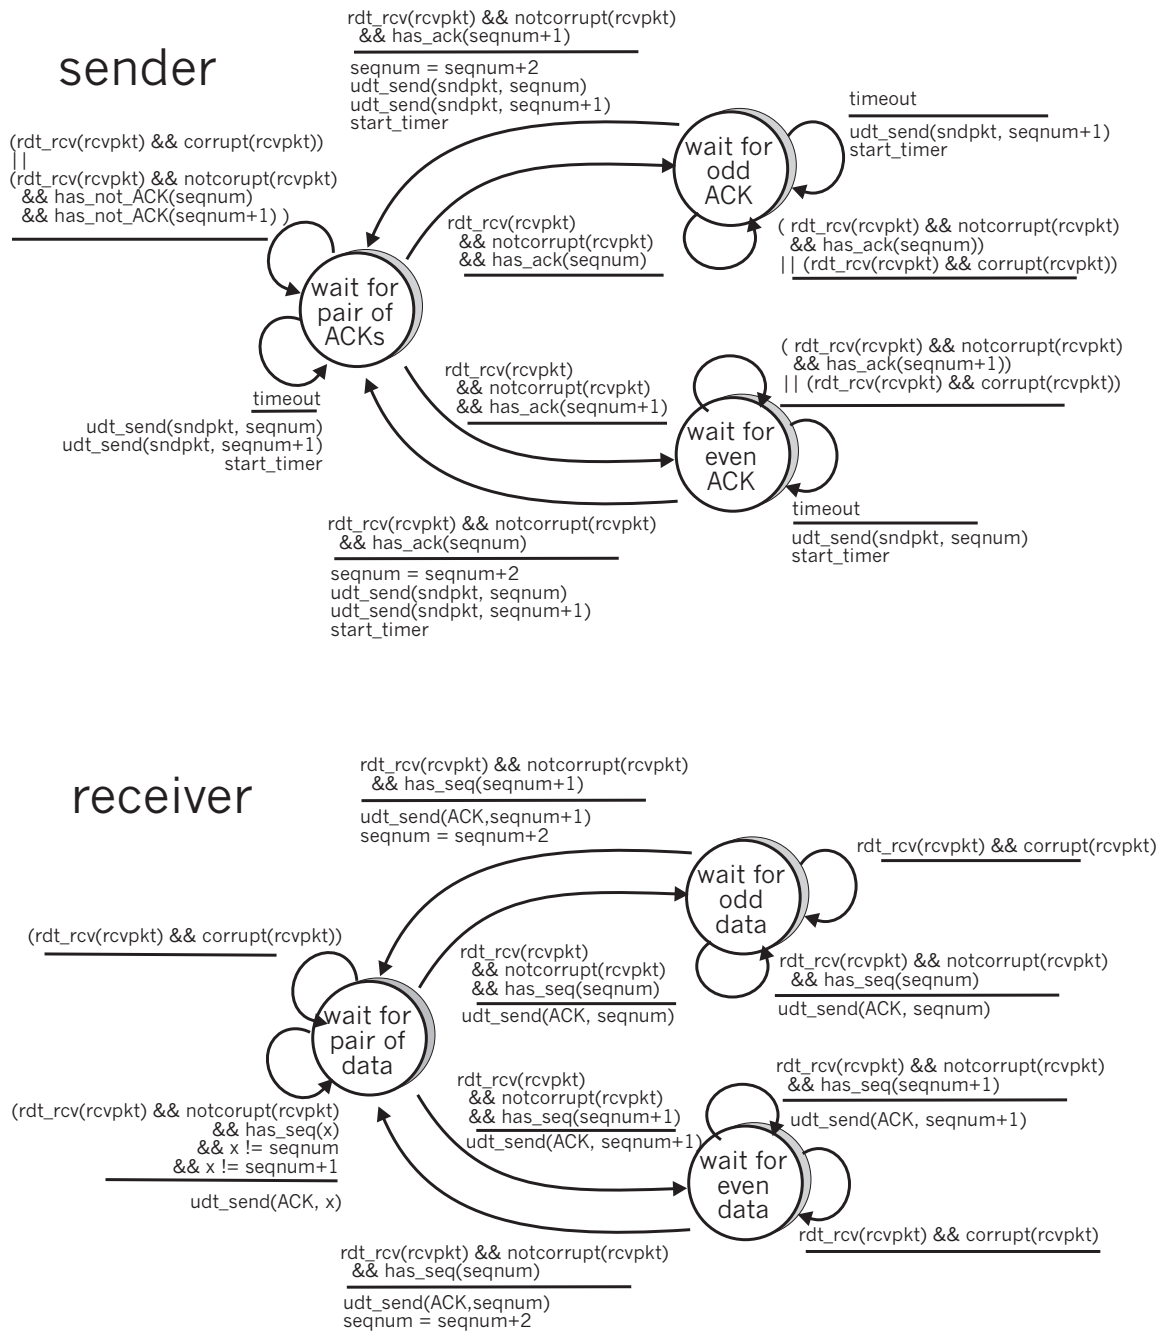 sender
rdt_rcv(rcvpkt) && notcorrupt(rcvpkt)
&& has_ack(seqnum+1)
seqnum = seqnum+2
udt_send(sndpkt, seqnum)
udt_send(sndpkt, seqnum+1)
start_timer
(rdt_rcv(rcvpkt) && corrupt(rcvpkt))
||
(rdt_rcv(rcvpkt) && notcorupt(rcvpkt)
&& has_not_ACK(seqnum)
&& has_not_ACK(seqnum+1) )
wait for
odd
ACK
timeout
udt_send(sndpkt, seqnum+1)
start_timer
rdt_rcv(rcvpkt)
&& notcorrupt(rcvpkt)
&& has_ack(seqnum)
( rdt_rcv(rcvpkt) && notcorrupt(rcvpkt)
&& has_ack(seqnum))
|| (rdt_rcv(rcvpkt) && corrupt(rcvpkt))
wait for
pair of
ACKs
timeout
udt_send(sndpkt, seqnum)
udt_send(sndpkt, seqnum+1)
start_timer
rdt_rcv(rcvpkt)
&& notcorrupt(rcvpkt)
&& has_ack(seqnum+1)
( rdt_rcv(rcvpkt) && notcorrupt(rcvpkt)
&& has_ack(seqnum+1))
|| (rdt_rcv(rcvpkt) && corrupt(rcvpkt))
wait for
even
ACK
timeout
udt_send(sndpkt, seqnum)
start_timer
rdt_rcv(rcvpkt) && notcorrupt(rcvpkt)
&& has_ack(seqnum)
seqnum = seqnum+2
udt_send(sndpkt, seqnum)
udt_send(sndpkt, seqnum+1)
start_timer
receiver
rdt_rcv(rcvpkt) && notcorrupt(rcvpkt)
&& has_seq(seqnum+1)
udt_send(ACK,seqnum+1)
seqnum = seqnum+2
wait for
odd
data
rdt_rcv(rcvpkt) && corrupt(rcvpkt)
(rdt_rcv(rcvpkt) && corrupt(rcvpkt))
rdt_rcv(rcvpkt)
&& notcorrupt(rcvpkt)
&& has_seq(seqnum)
udt_send(ACK, seqnum)
rdt_rcv(rcvpkt) && notcorrupt(rcvpkt)
&& has_seq(seqnum)
udt_send(ACK, seqnum)
wait for
pair of
data
(rdt_rcv(rcvpkt) && notcorupt(rcvpkt)
&& has_seq(x)
&& x != seqnum
&& x != seqnum+1
udt_send(ACK, x)
rdt_rcv(rcvpkt)
&& notcorrupt(rcvpkt)
&& has_seq(seqnum+1)
udt_send(ACK, seqnum+1)
rdt_rcv(rcvpkt) && notcorrupt(rcvpkt)
&& has_seq(seqnum+1)
udt_send(ACK, seqnum+1)
wait for
even
data
rdt_rcv(rcvpkt) && corrupt(rcvpkt)
rdt_rcv(rcvpkt) && notcorrupt(rcvpkt)
&& has_seq(seqnum)
udt_send(ACK,seqnum)
seqnum = seqnum+2